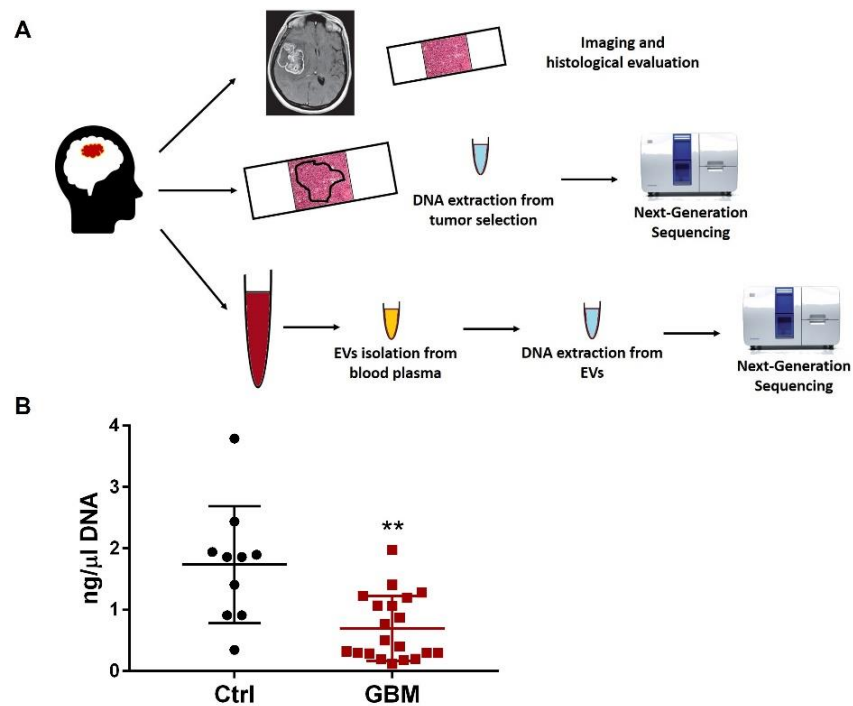 A
Imaging and
histological evaluation
DNA extraction from
tumor selection
Next-Generation
Sequencing
EVs isolation from
blood plasma
DNA extraction from
EVs
Next-Generation
Sequencing
B
ng/µl DNA
4
3
2
1
0
**
Ctrl
GBM